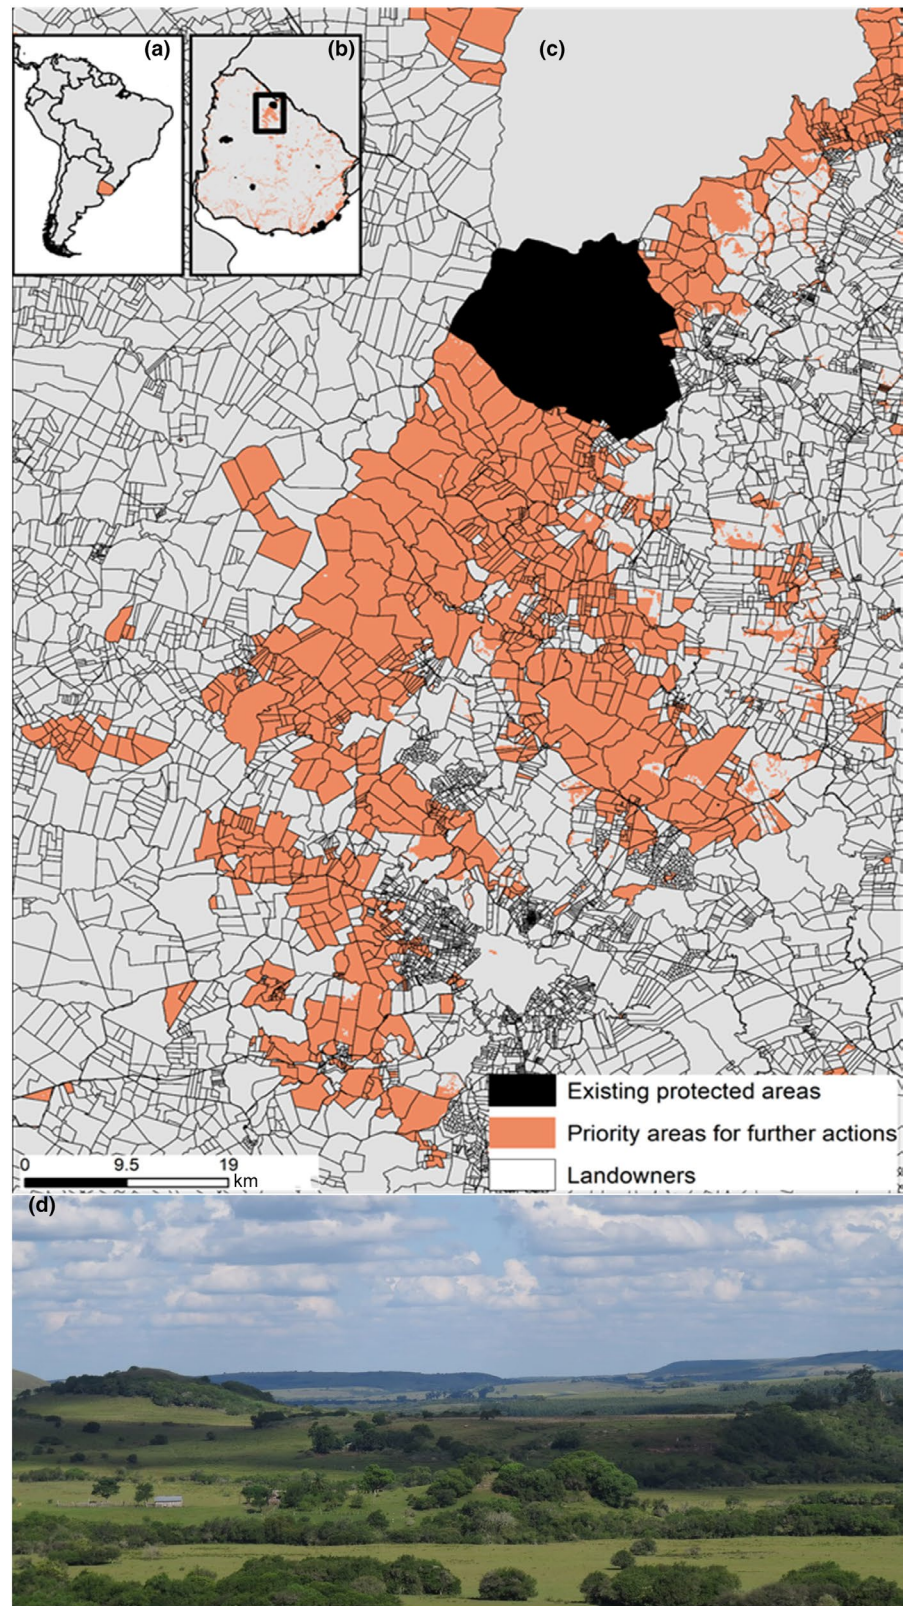 (a)
(b)
(c)
Existing protected areas
Priority areas for further actions
Landowners
0 9.5 19
km
(d)